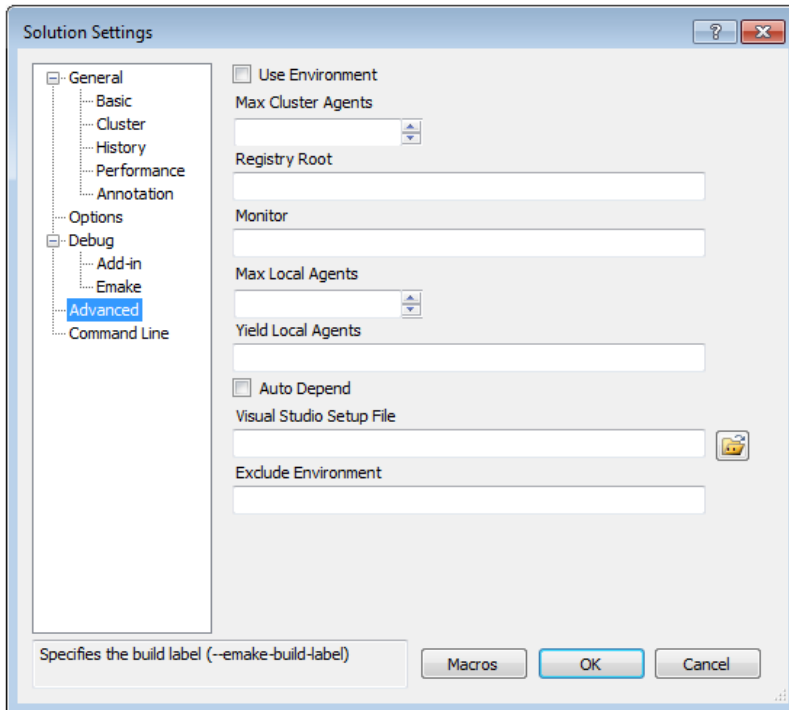 Solution Settings
General
Basic
Cluster
History
Performance
Annotation
Options
Debug
Add-in
Emake
Advanced
Command Line
Use Environment
Max Cluster Agents
Registry Root
Monitor
Max Local Agents
Yield Local Agents
Auto Depend
Visual Studio Setup File
Exclude Environment
Specifies the build label (--emake-build-label)
Macros
OK
Cancel